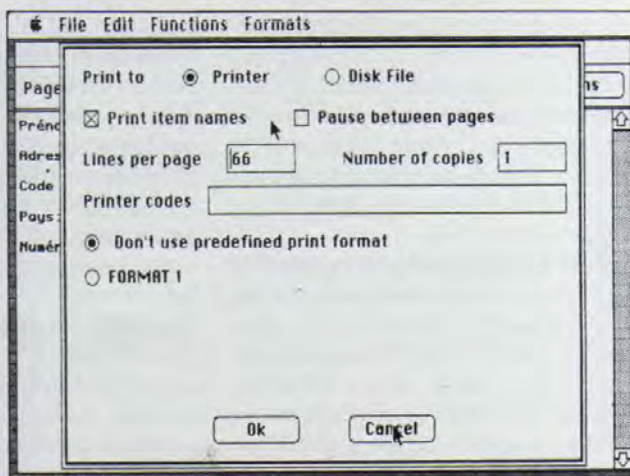 File Edit Functions Formats
Print to Printer Disk File
Page
ns
Print item names Pause between pages
Préno
Lines per page 66 Number of copies 1
Adres
Code
Printer codes
Pays:
Don't use predefined print format
Numér
FORMAT 1
Ok Cancel